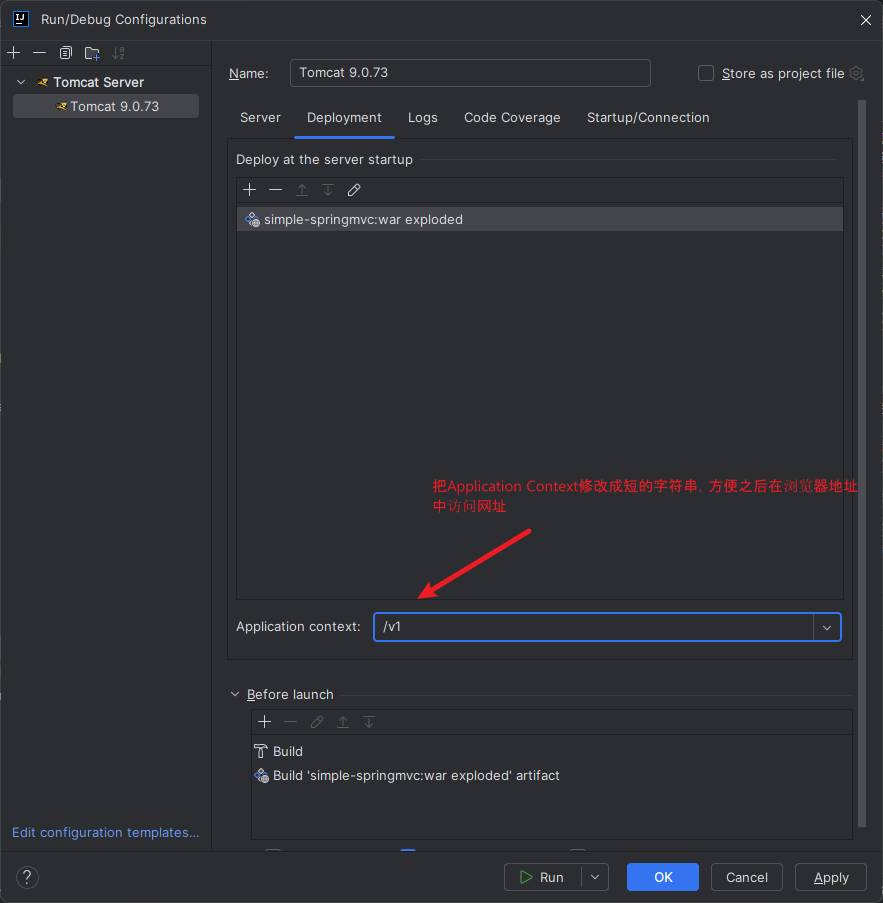 Run/Debug Configurations
Tomcat Server
Tomcat 9.0.73
Edit configuration templates...
Name:
Tomcat 9.0.73
Store as project file
Server
Deployment
Logs
Code Coverage
Startup/Connection
Deploy at the server startup
simple-springmvc:war exploded
把Application Context修改成短的字符串，方便之后在浏览器地址
中访问网址
Application context:
/v1
Before launch
Build
Build 'simple-springmvc:war exploded' artifact
?
Run
OK
Cancel
Apply